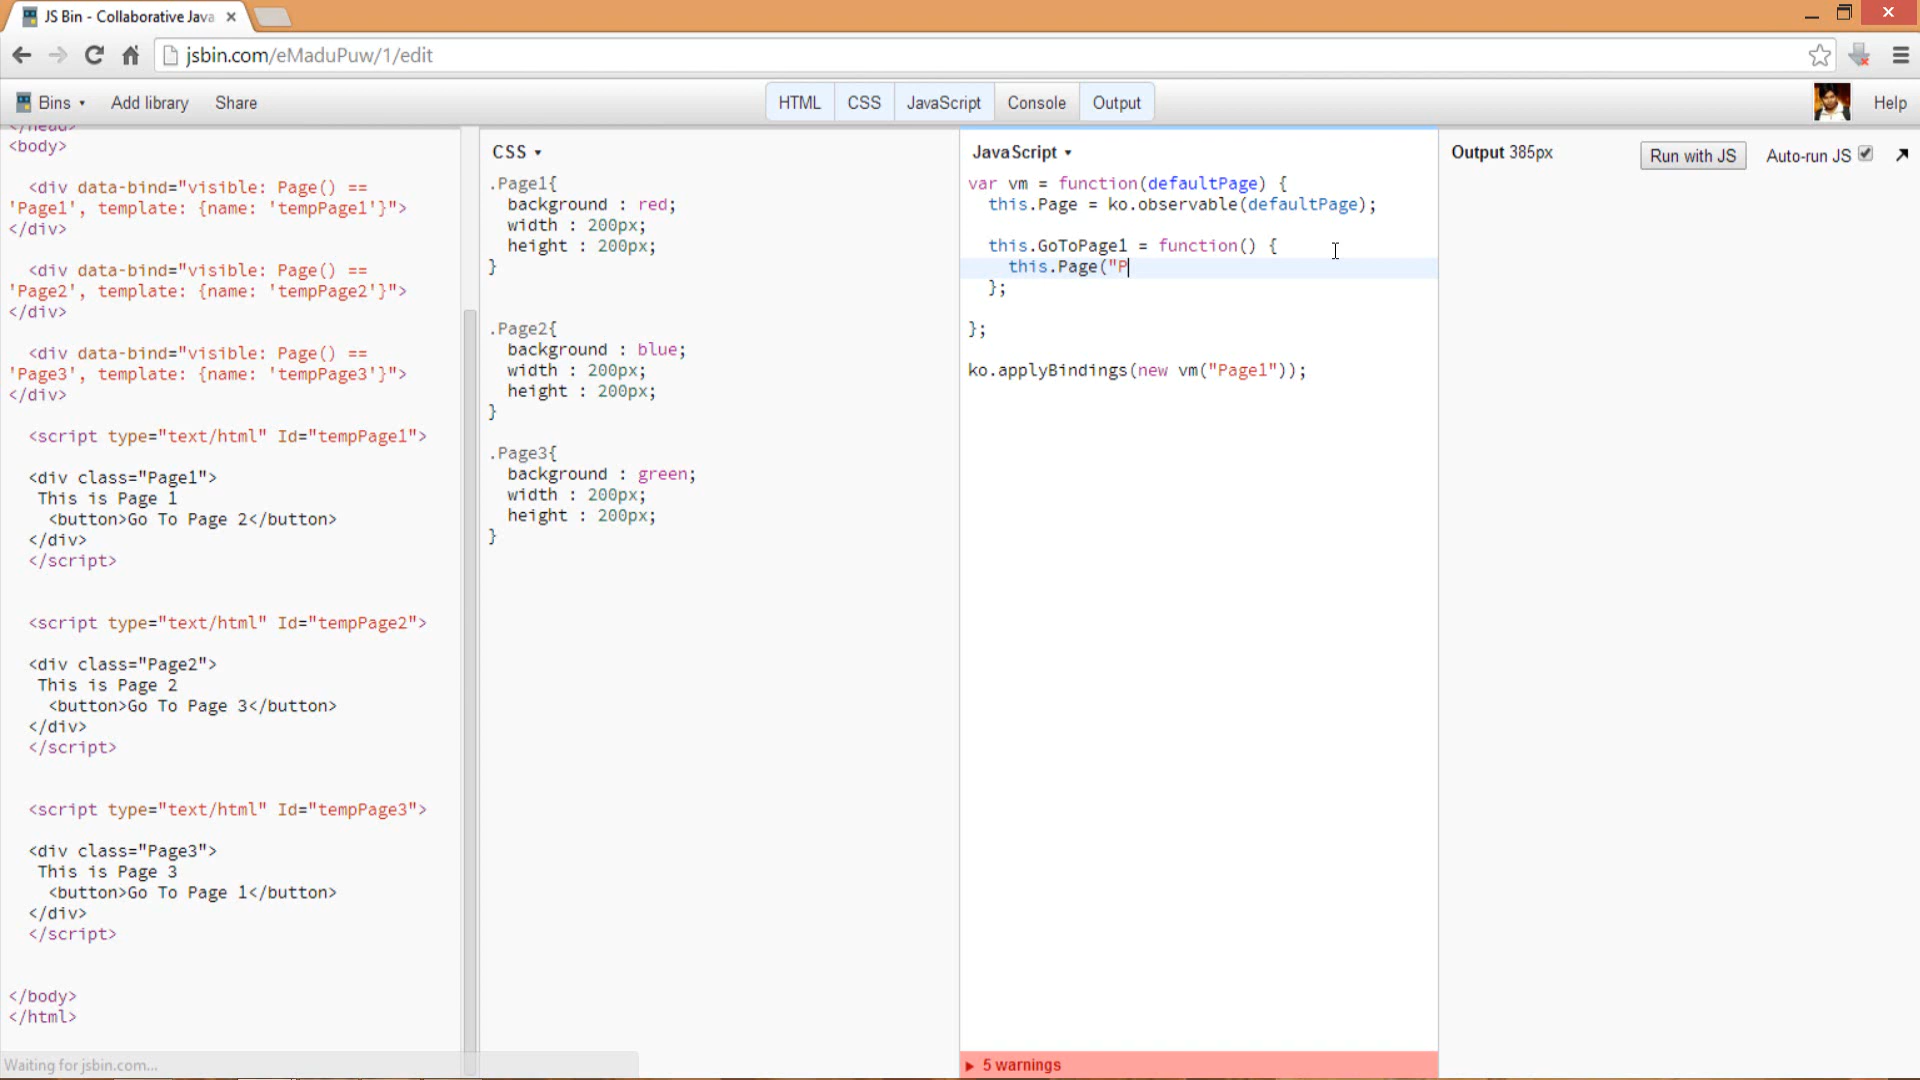 JS Bin - Collaborative Java
jsbin.com/eMaduPuw/1/edit
Bins
Add library
Share
HTML
CSS
JavaScript
Console
Output
Help
</head>
<body>
<div data-bind="visible: Page() ==
'Page1', template: {name: 'tempPage1'}">
</div>
<div data-bind="visible: Page() ==
'Page2', template: {name: 'tempPage2'}">
</div>
<div data-bind="visible: Page() ==
'Page3', template: {name: 'tempPage3'}">
</div>
<script type="text/html" Id="tempPage1">
<div class="Page1">
This is Page 1
<button>Go To Page 2</button>
</div>
</script>
<script type="text/html" Id="tempPage2">
<div class="Page2">
This is Page 2
<button>Go To Page 3</button>
</div>
</script>
<script type="text/html" Id="tempPage3">
<div class="Page3">
This is Page 3
<button>Go To Page 1</button>
</div>
</script>
</body>
</html>
Waiting for jsbin.com...
CSS
.Page1{
background : red;
width : 200px;
height : 200px;
}
.Page2{
background : blue;
width : 200px;
height : 200px;
}
.Page3{
background : green;
width : 200px;
height : 200px;
}
JavaScript
var vm = function(defaultPage) {
this.Page = ko.observable(defaultPage);
this.GoToPage1 = function() {
this.Page("P
};
};
ko.applyBindings(new vm("Page1"));
5 warnings
Output 385px
Run with JS
Auto-run JS